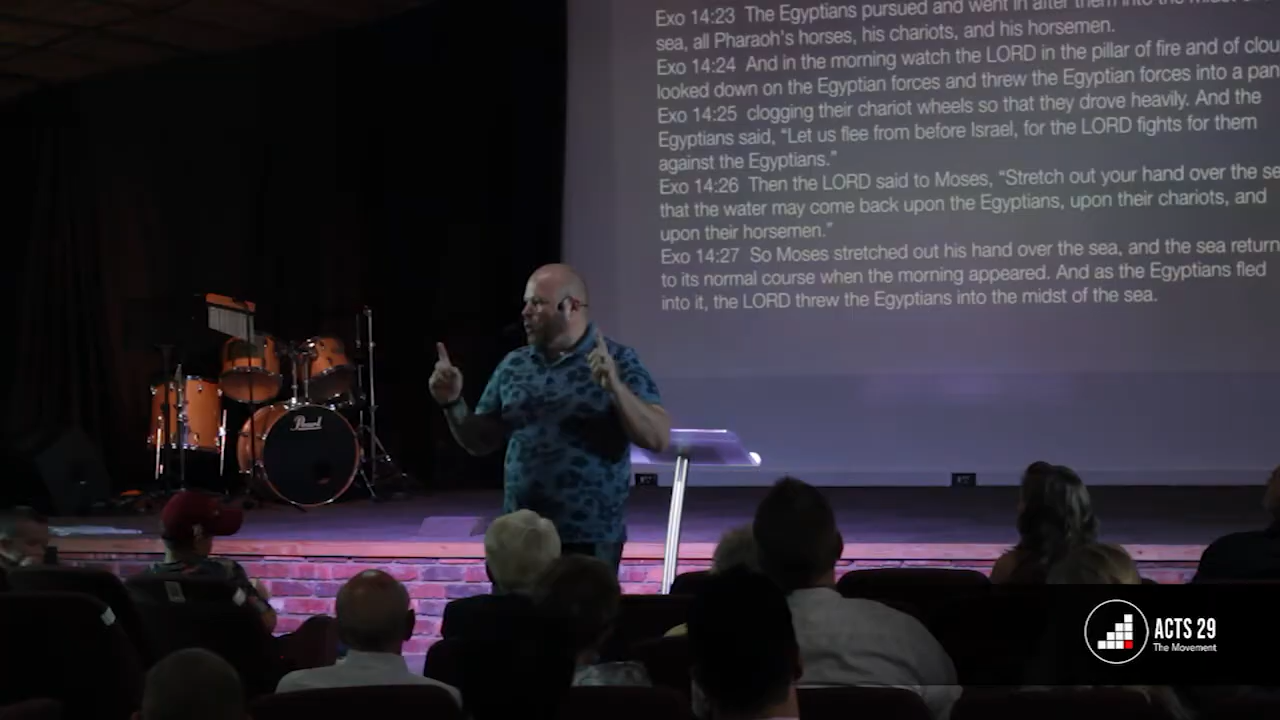 Exo 14:23 The Egyptians pursued and went in after them into the midst
sea, all Pharaoh's horses, his chariots, and his horsemen.
Exo 14:24 And in the morning watch the LORD in the pillar of fire and of clou
looked down on the Egyptian forces and threw the Egyptian forces into a pan
Exo 14:25 clogging their chariot wheels so that they drove heavily. And the
Egyptians said, “Let us flee from before Israel, for the LORD fights for them
against the Egyptians.”
Exo 14:26 Then the LORD said to Moses, “Stretch out your hand over the se
that the water may come back upon the Egyptians, upon their chariots, and
upon their horsemen.”
Exo 14:27 So Moses stretched out his hand over the sea, and the sea return
to its normal course when the morning appeared. And as the Egyptians fled
into it, the LORD threw the Egyptians into the midst of the sea.
Pearl
ACTS 29
The Movement